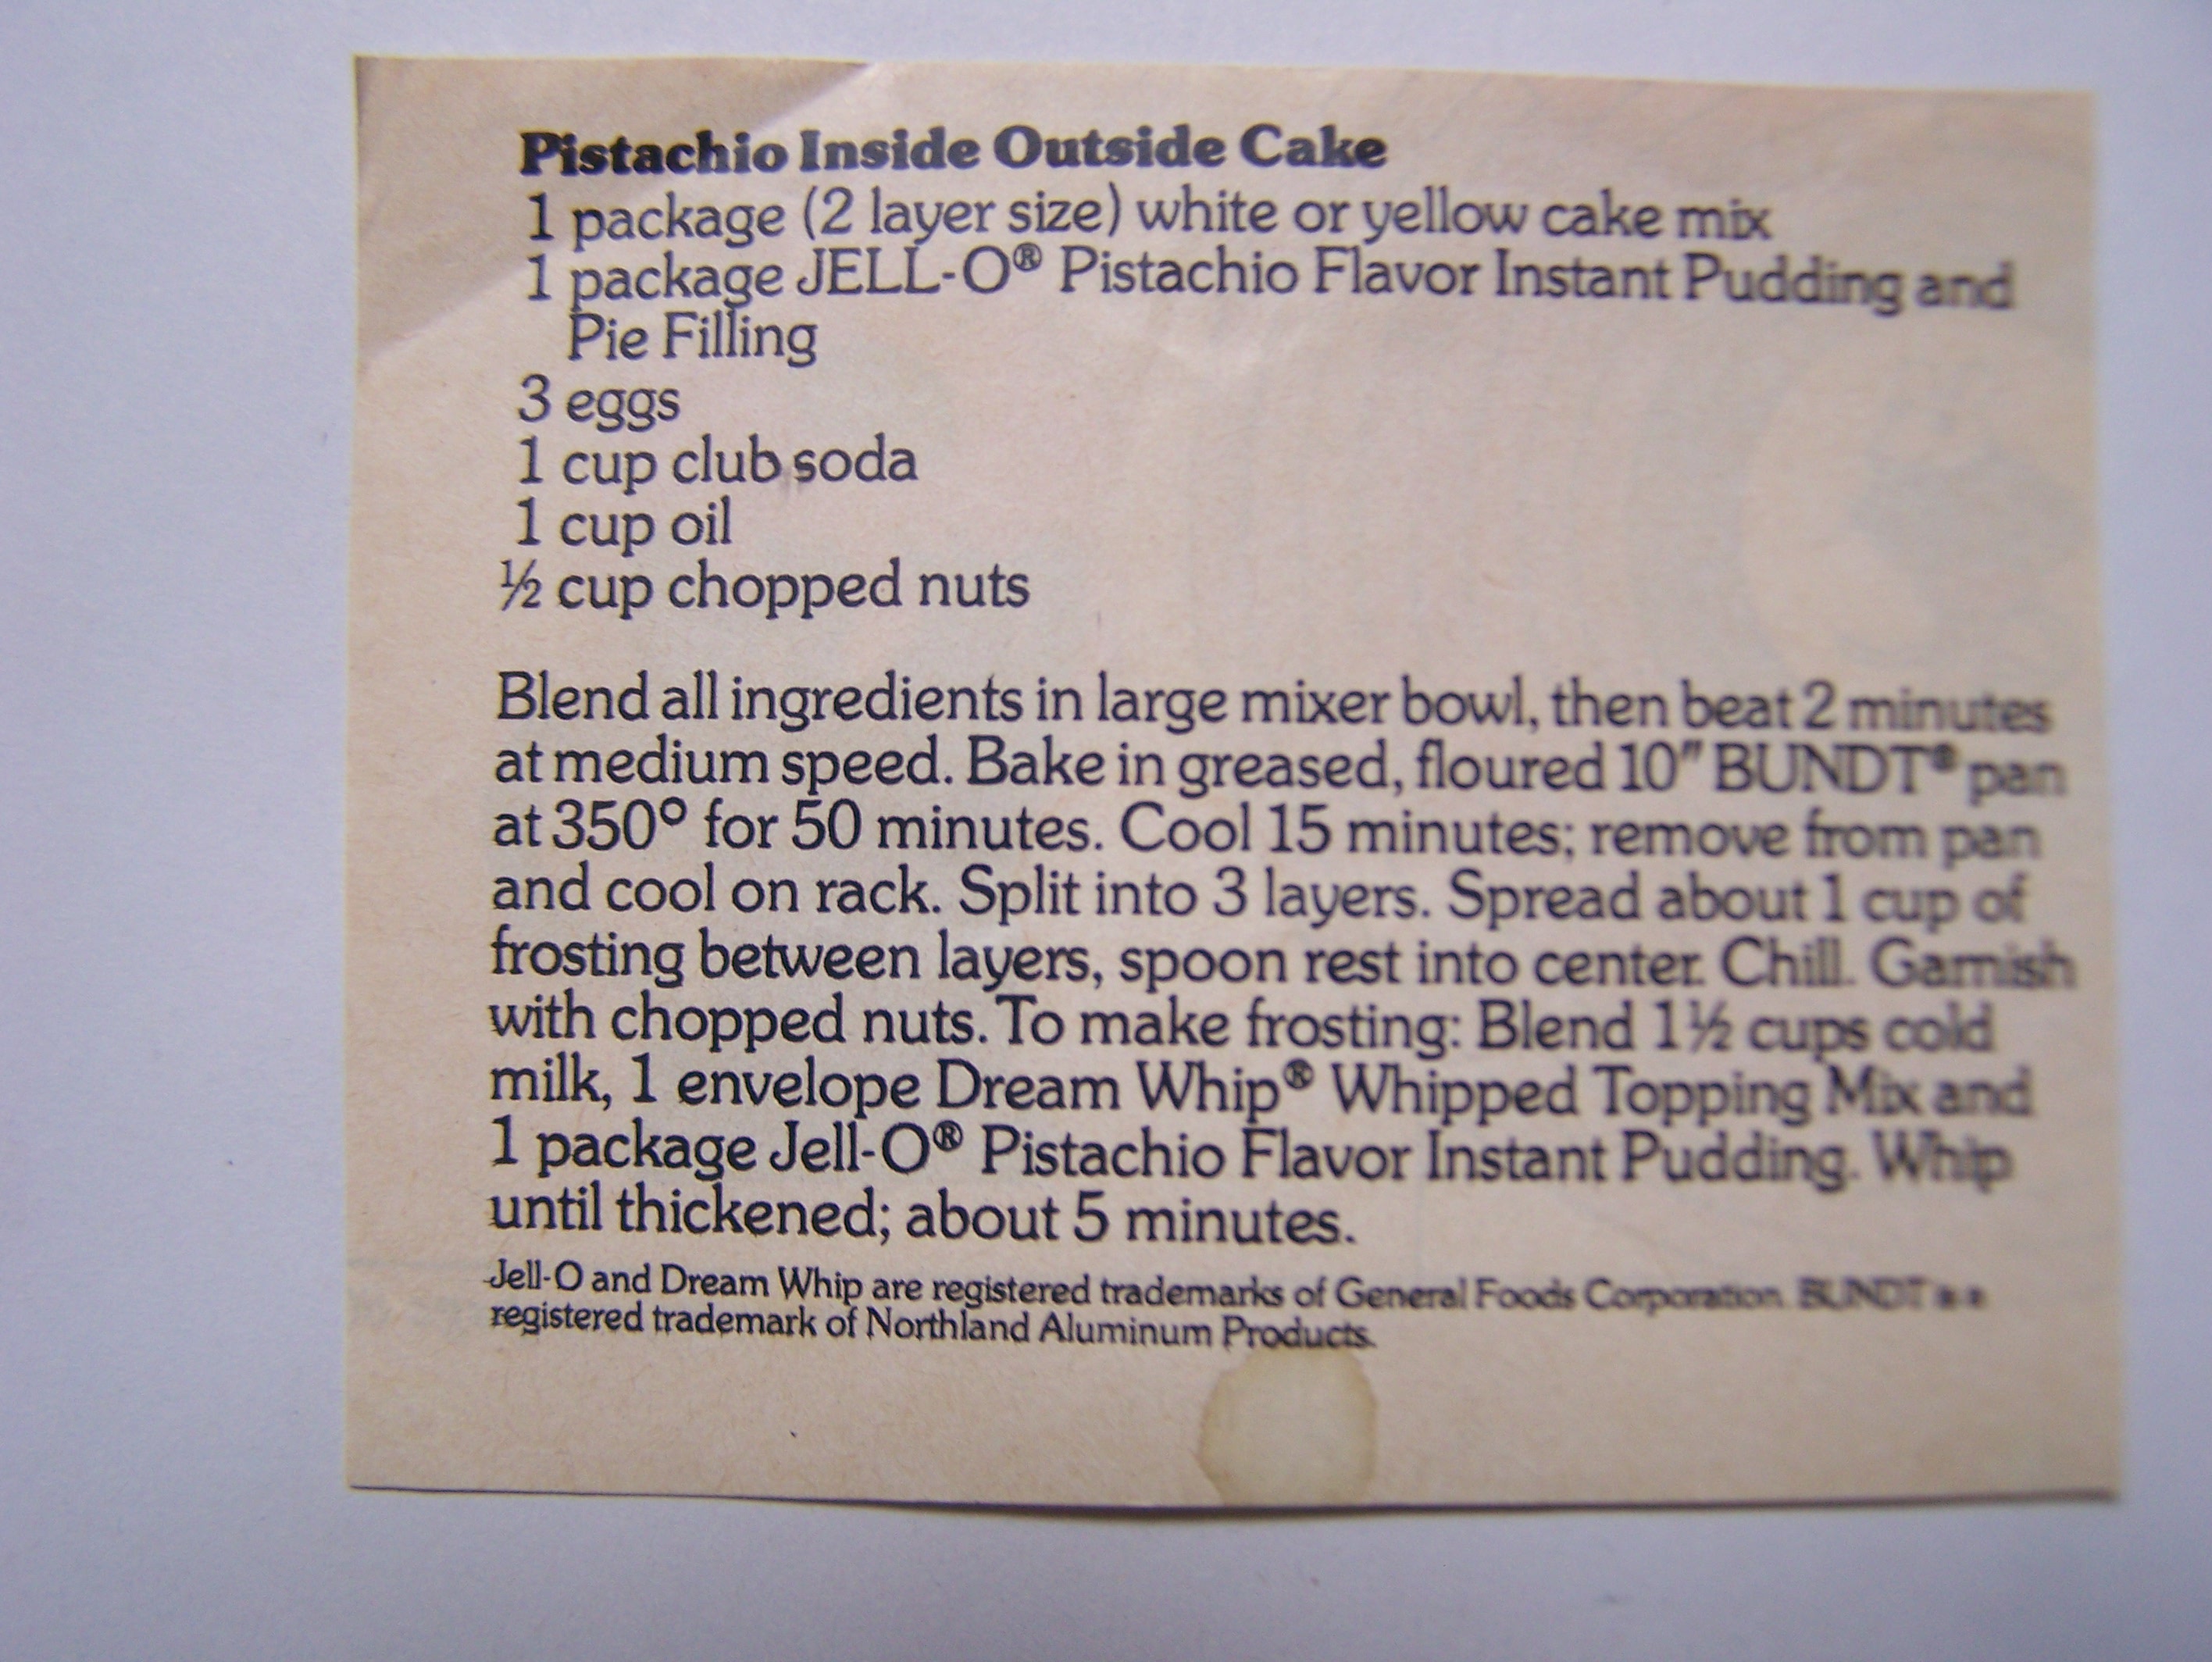 Pistachio Inside Outside Cake
1 package (2 layer size) white or yellow cake mix
1 package JELL-O® Pistachio Flavor Instant Pudding and
Pie Filling
3 eggs
1 cup club soda
1 cup oil
½ cup chopped nuts
Blend all ingredients in large mixer bowl, then beat 2 minutes
at medium speed. Bake in greased, floured 10" BUNDT® pan
at 350° for 50 minutes. Cool 15 minutes; remove from pan
and cool on rack. Split into 3 layers. Spread about 1 cup of
frosting between layers, spoon rest into center. Chill. Garnish
with chopped nuts. To make frosting: Blend 1½ cups cold
milk, 1 envelope Dream Whip® Whipped Topping Mix and
1 package Jell-O® Pistachio Flavor Instant Pudding. Whip
until thickened; about 5 minutes.
Jell-O and Dream Whip are registered trademarks of General Foods Corporation. BUNDT is a
registered trademark of Northland Aluminum Products.